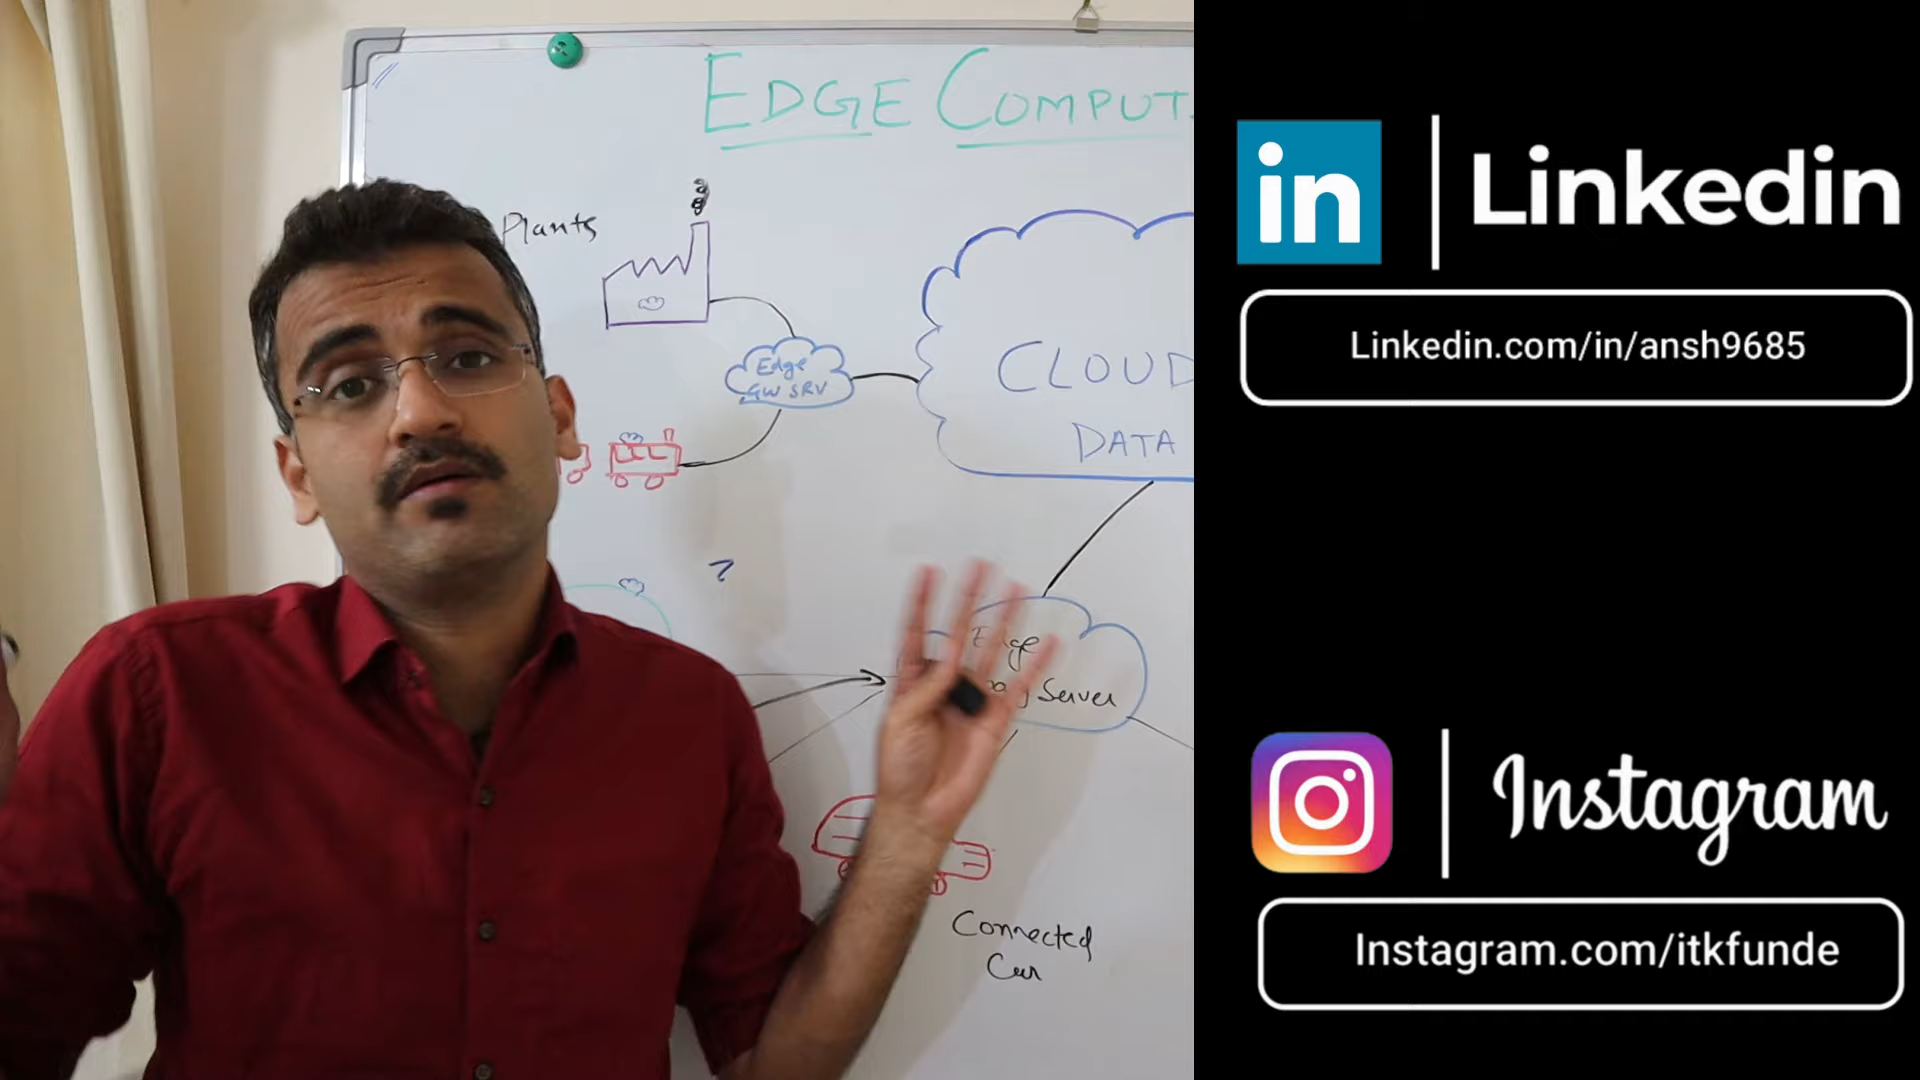 EDGE COMPUT
Plants
Edge
GW SRV
CLOUD
DATA
?
Edge
Server
Connected
Car
in
Linkedin
Linkedin.com/in/ansh9685
Instagram
Instagram.com/itkfunde